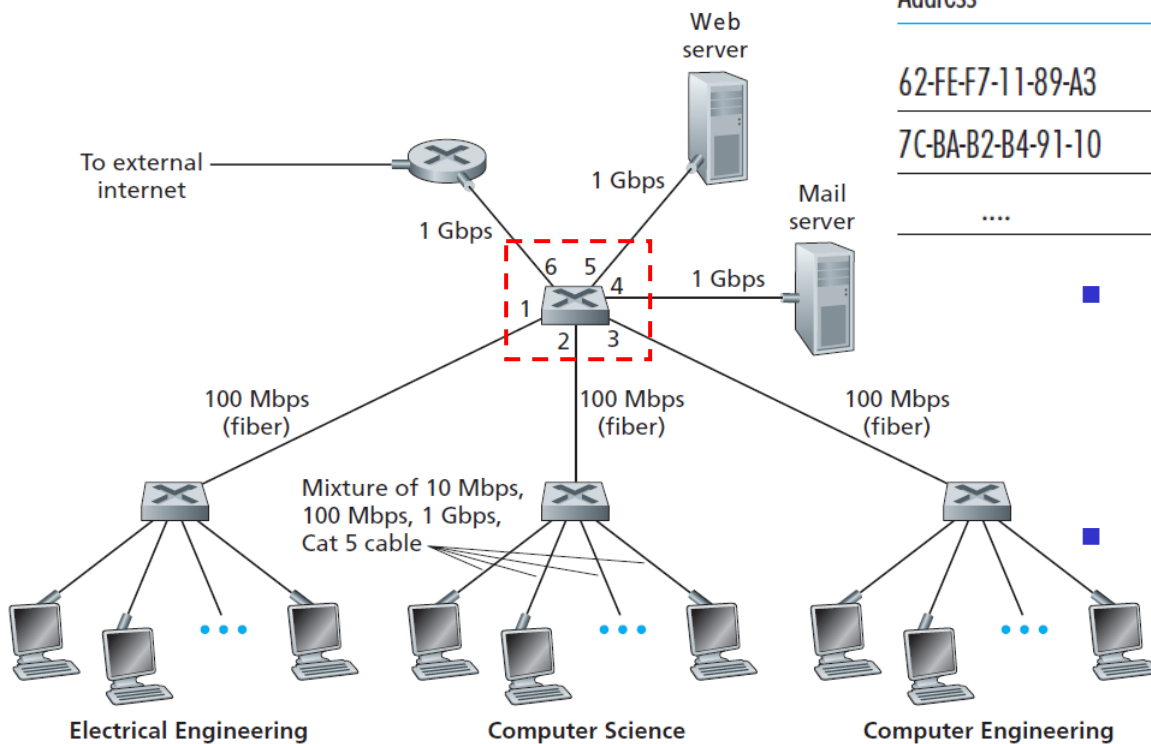 Address
62-FE-F7-11-89-A3
7C-BA-B2-B4-91-10
....
Web
server
To external
internet
1 Gbps
Mail
server
1 Gbps
6
5
4
1 Gbps
1
2
3
100 Mbps
(fiber)
100 Mbps
(fiber)
100 Mbps
(fiber)
Mixture of 10 Mbps,
100 Mbps, 1 Gbps,
Cat 5 cable
Electrical Engineering
Computer Science
Computer Engineering